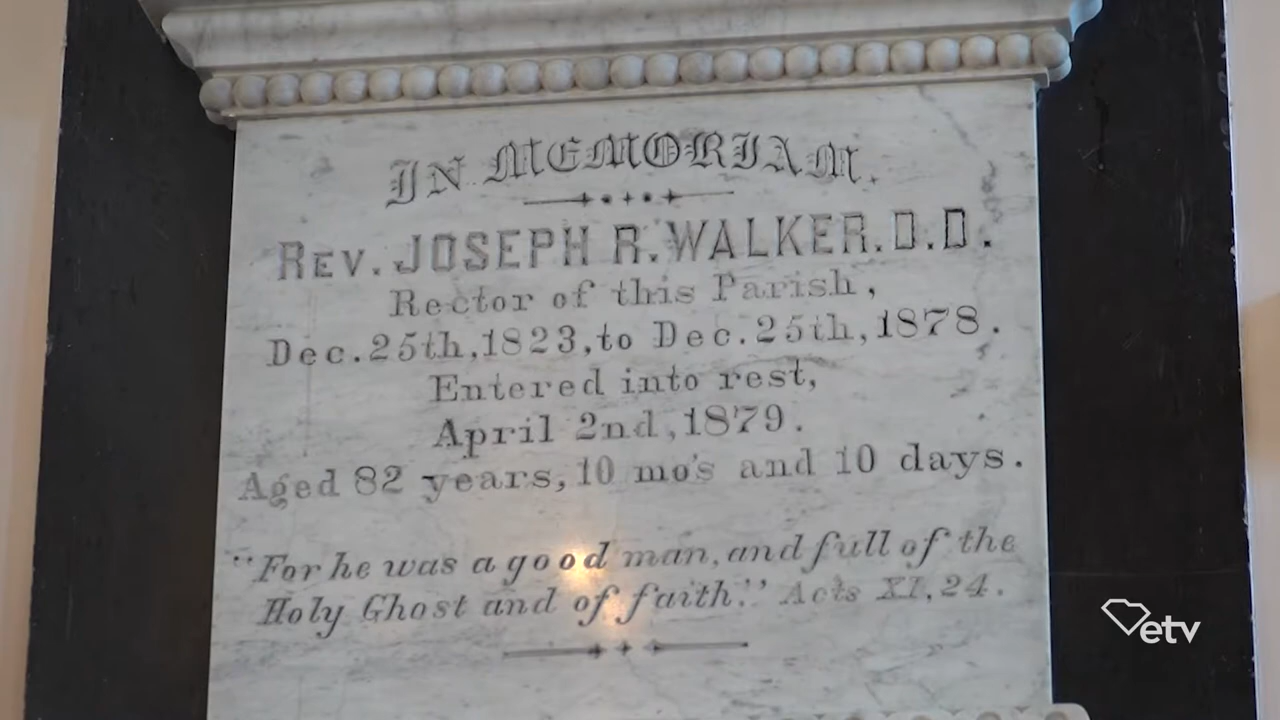 IN MEMORIAM.
REV. JOSEPH R. WALKER. D.D.
Rector of this Parish,
Dec. 25th, 1823, to Dec. 25th, 1878.
Entered into rest,
April 2nd, 1879.
Aged 82 years, 10 mo's and 10 days.
"For he was a good man, and full of the
Holy Ghost and of faith." Acts XI, 24.
etv